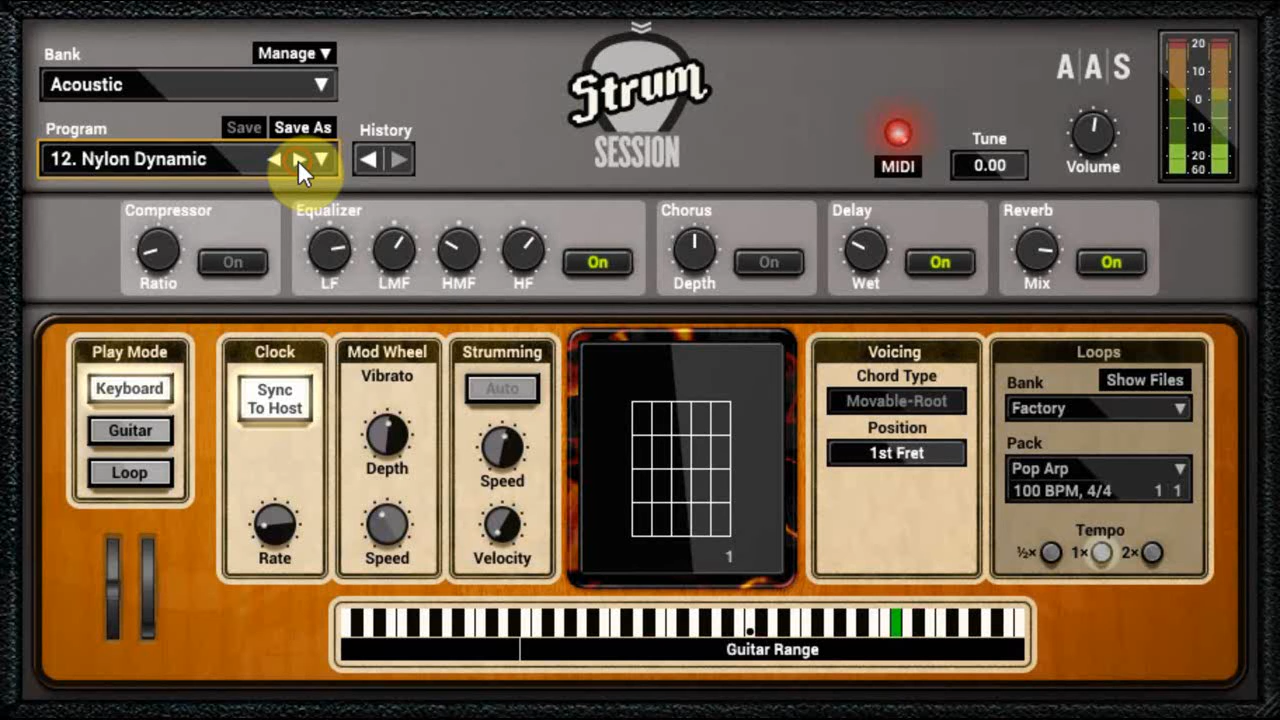 Bank
Manage ▼
Acoustic
Program
Save
Save As
12. Nylon Dynamic
History
Strum
SESSION
MIDI
Tune
0.00
A|A|S
Volume
20
10
0
20
60
Compressor
Ratio
On
Equalizer
LF
LMF
HMF
HF
On
Chorus
Depth
On
Delay
Wet
On
Reverb
Mix
On
Play Mode
Keyboard
Guitar
Loop
Clock
Sync
To Host
Rate
Mod Wheel
Vibrato
Depth
Speed
Strumming
Auto
Speed
Velocity
1
Voicing
Chord Type
Movable-Root
Position
1st Fret
Loops
Bank
Show Files
Factory
Pack
Pop Arp
100 BPM, 4/4 1 1
Tempo
½× 1× 2×
Guitar Range